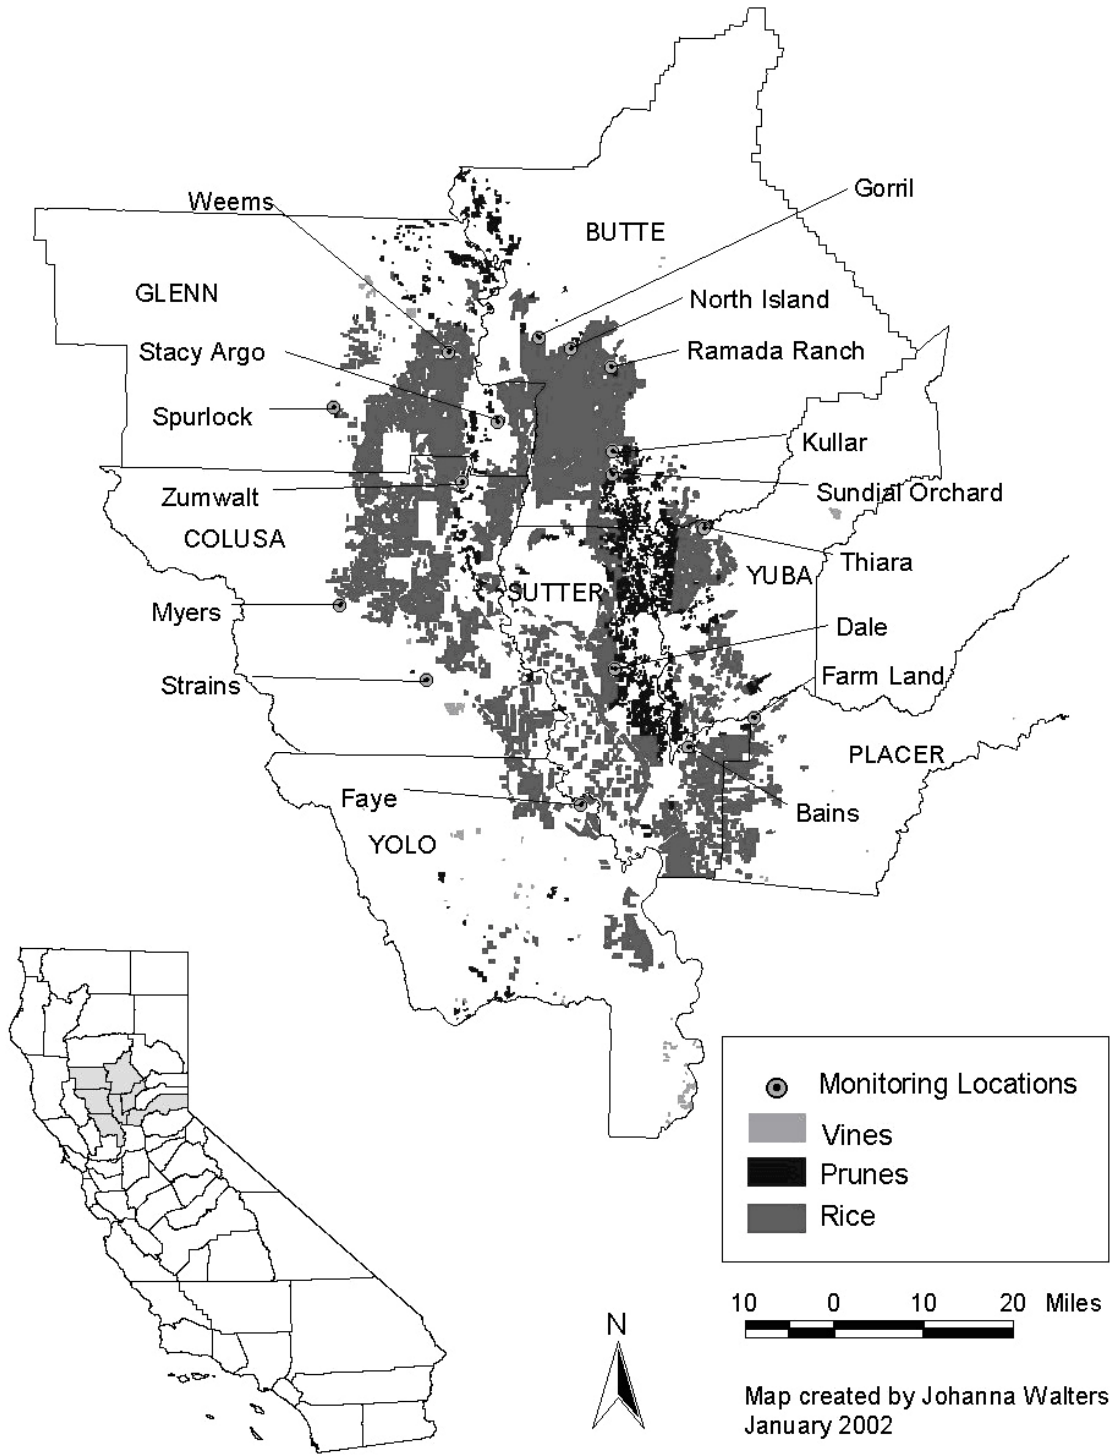 Gorril
Weems
BUTTE
GLENN
North Island
Stacy Argo
Ramada Ranch
Spurlock
Kullar
Zumwalt
Sundial Orchard
COLUSA
Thiara
YUBA
SUTTER
Myers
Dale
Strains
Farm Land
PLACER
Faye
Bains
YOLO
Monitoring Locations
Vines
Prunes
Rice
10 0 10 20 Miles
N
Map created by Johanna Walters
January 2002